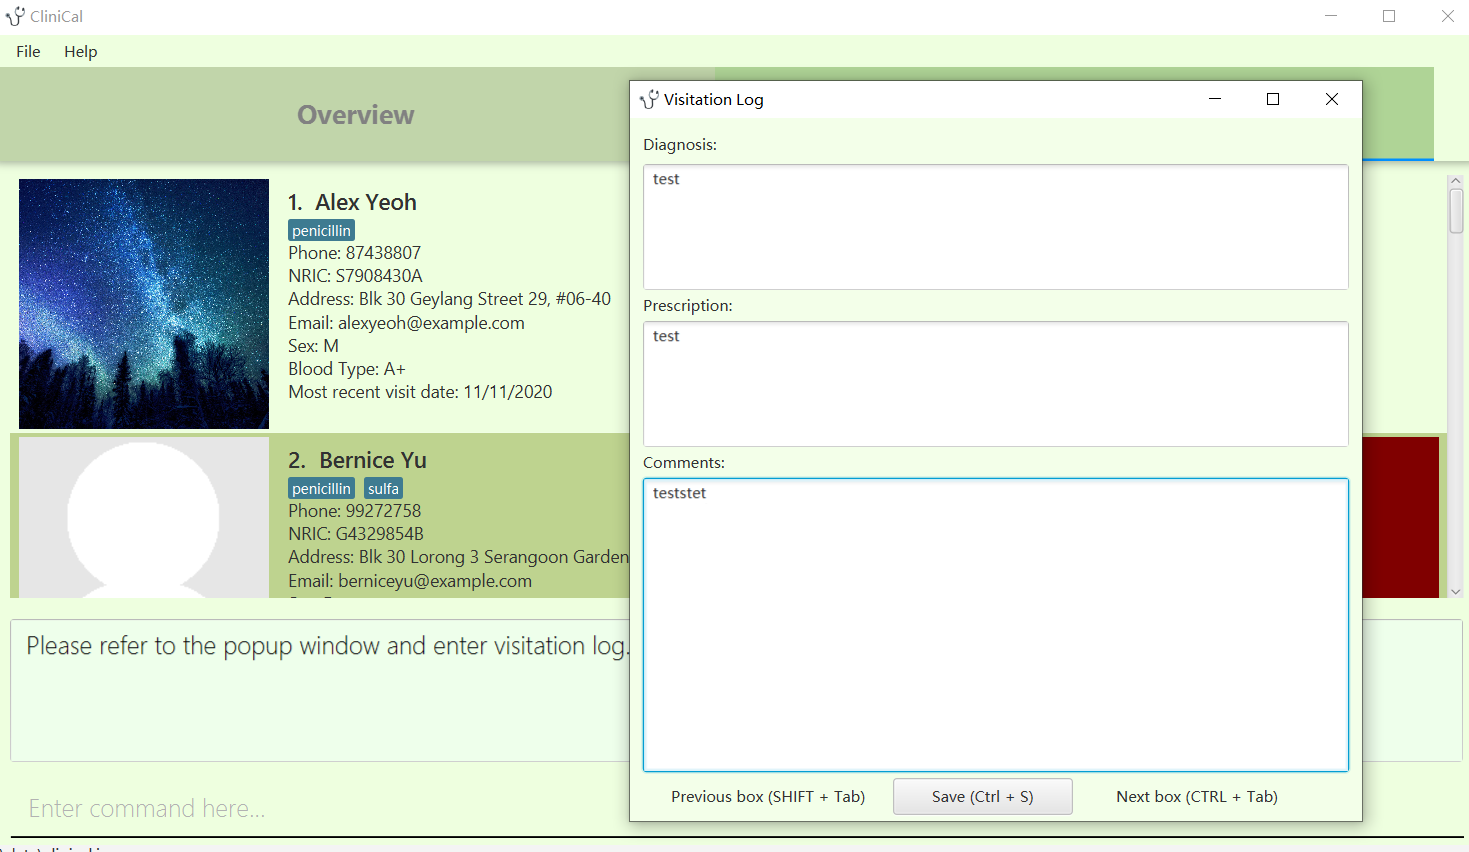 CliniCal
File Help
Overview
1. Alex Yeoh
penicillin
Phone: 87438807
NRIC: S7908430A
Address: Blk 30 Geylang Street 29, #06-40
Email: alexyeoh@example.com
Sex: M
Blood Type: A+
Most recent visit date: 11/11/2020
2. Bernice Yu
penicillin sulfa
Phone: 99272758
NRIC: G4329854B
Address: Blk 30 Lorong 3 Serangoon Garden
Email: berniceyu@example.com
Please refer to the popup window and enter visitation log.
Enter command here...
Visitation Log
Diagnosis:
test
Prescription:
test
Comments:
teststet
Previous box (SHIFT + Tab) Save (Ctrl + S) Next box (CTRL + Tab)